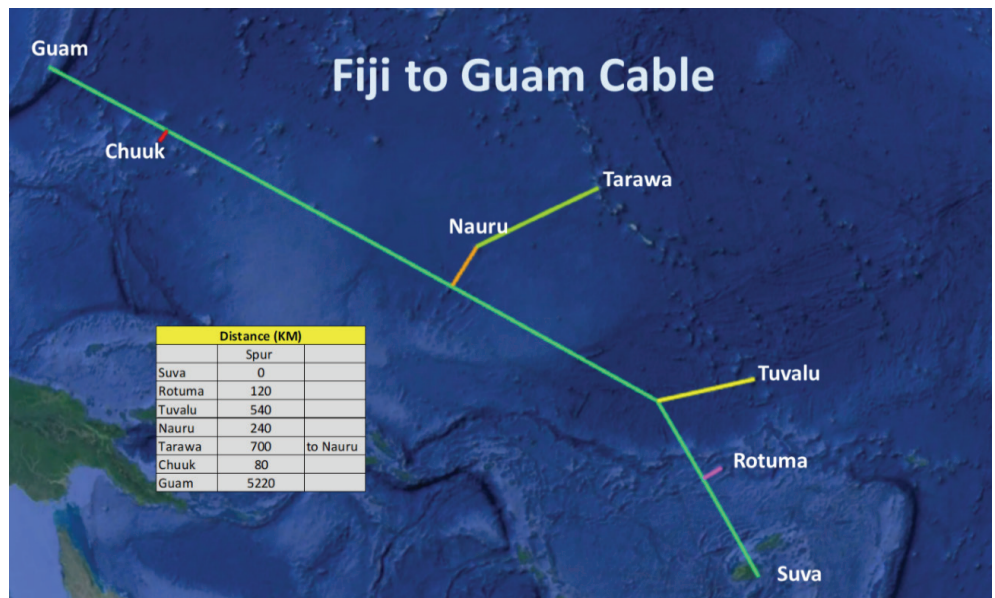 Guam
Fiji to Guam Cable
Chuuk
Tarawa
Nauru
Distance (KM)
Spur
Suva 0
Rotuma 120
Tuvalu 540
Nauru 240
Tarawa 700 to Nauru
Chuuk 80
Guam 5220
Tuvalu
Rotuma
Suva